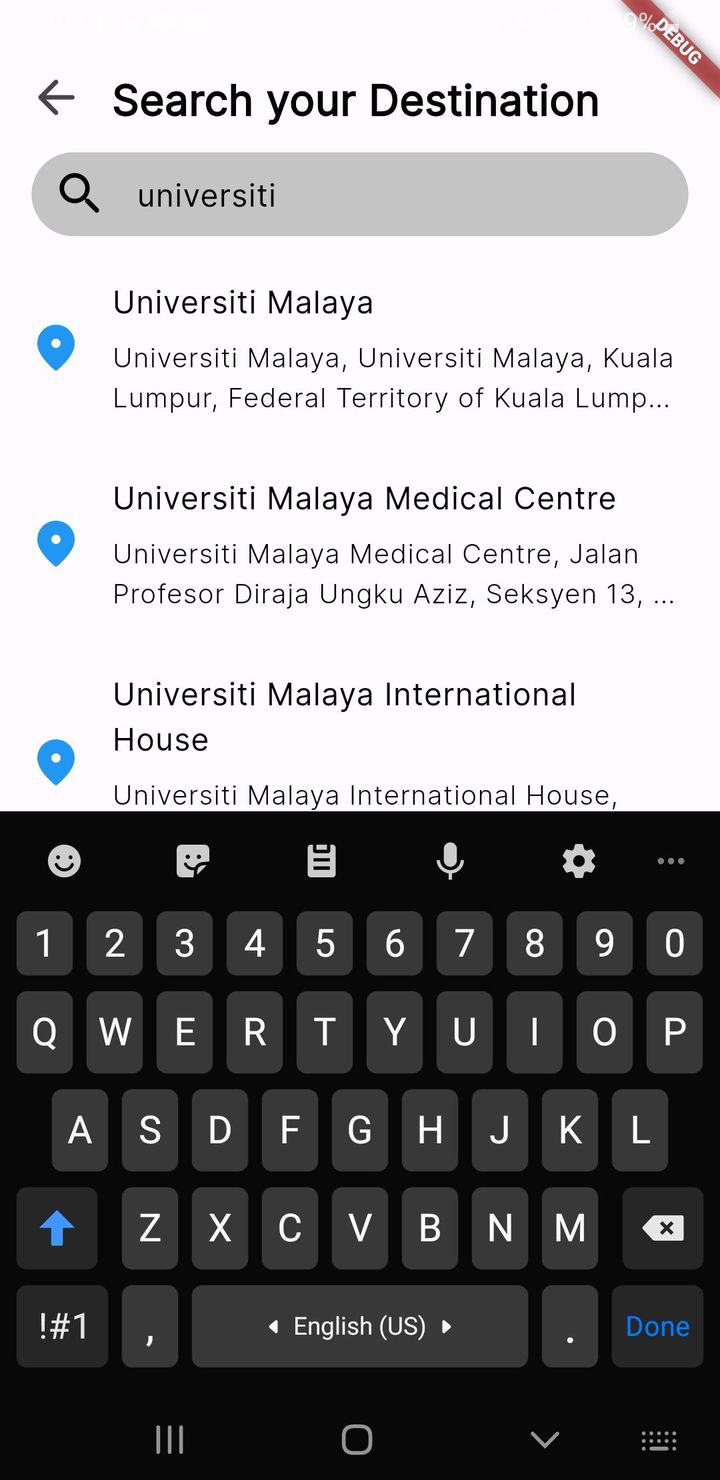 9%
DEBUG
Search your Destination
universiti
Universiti Malaya
Universiti Malaya, Universiti Malaya, Kuala
Lumpur, Federal Territory of Kuala Lump...
Universiti Malaya Medical Centre
Universiti Malaya Medical Centre, Jalan
Profesor Diraja Ungku Aziz, Seksyen 13, ...
Universiti Malaya International
House
Universiti Malaya International House,
1 2 3 4 5 6 7 8 9 0
Q W E R T Y U I O P
A S D F G H J K L
Z X C V B N M
!#1 , English (US) . Done